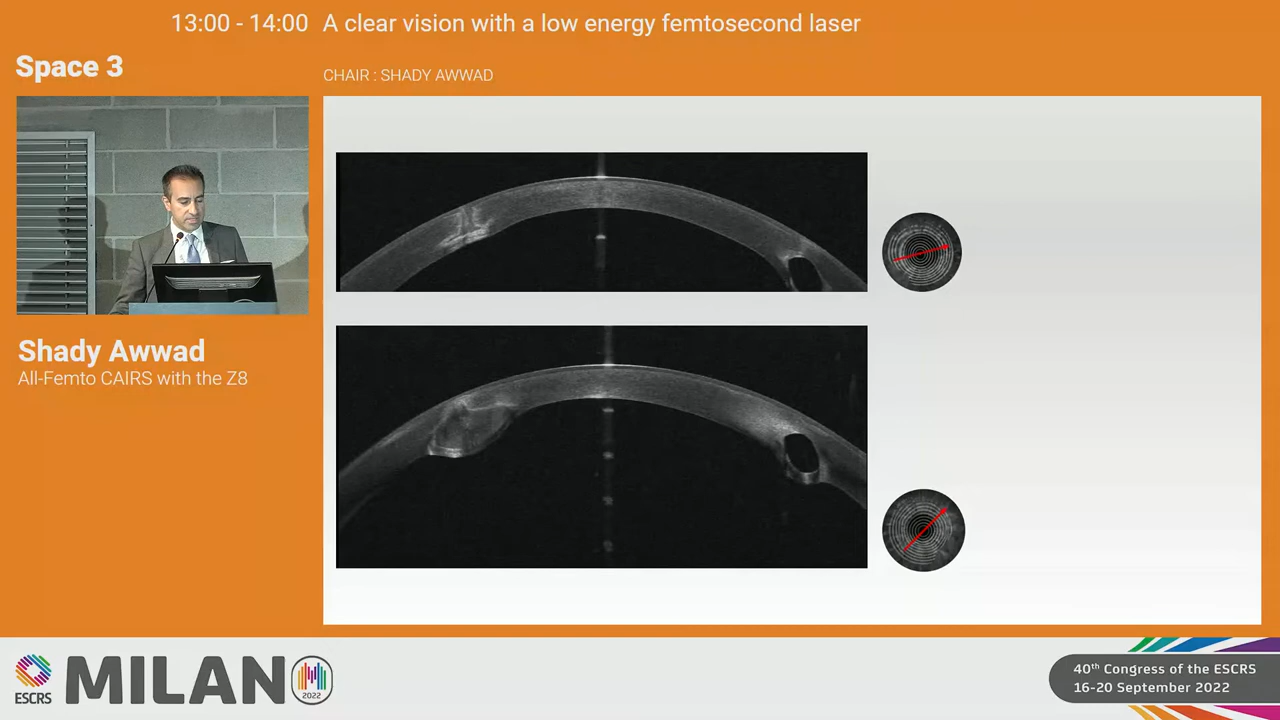 13:00 - 14:00 A clear vision with a low energy femtosecond laser
Space 3
CHAIR : SHADY AWWAD
Shady Awwad
All-Femto CAIRS with the Z8
ESCRS
MILANO
2022
40th Congress of the ESCRS
16-20 September 2022